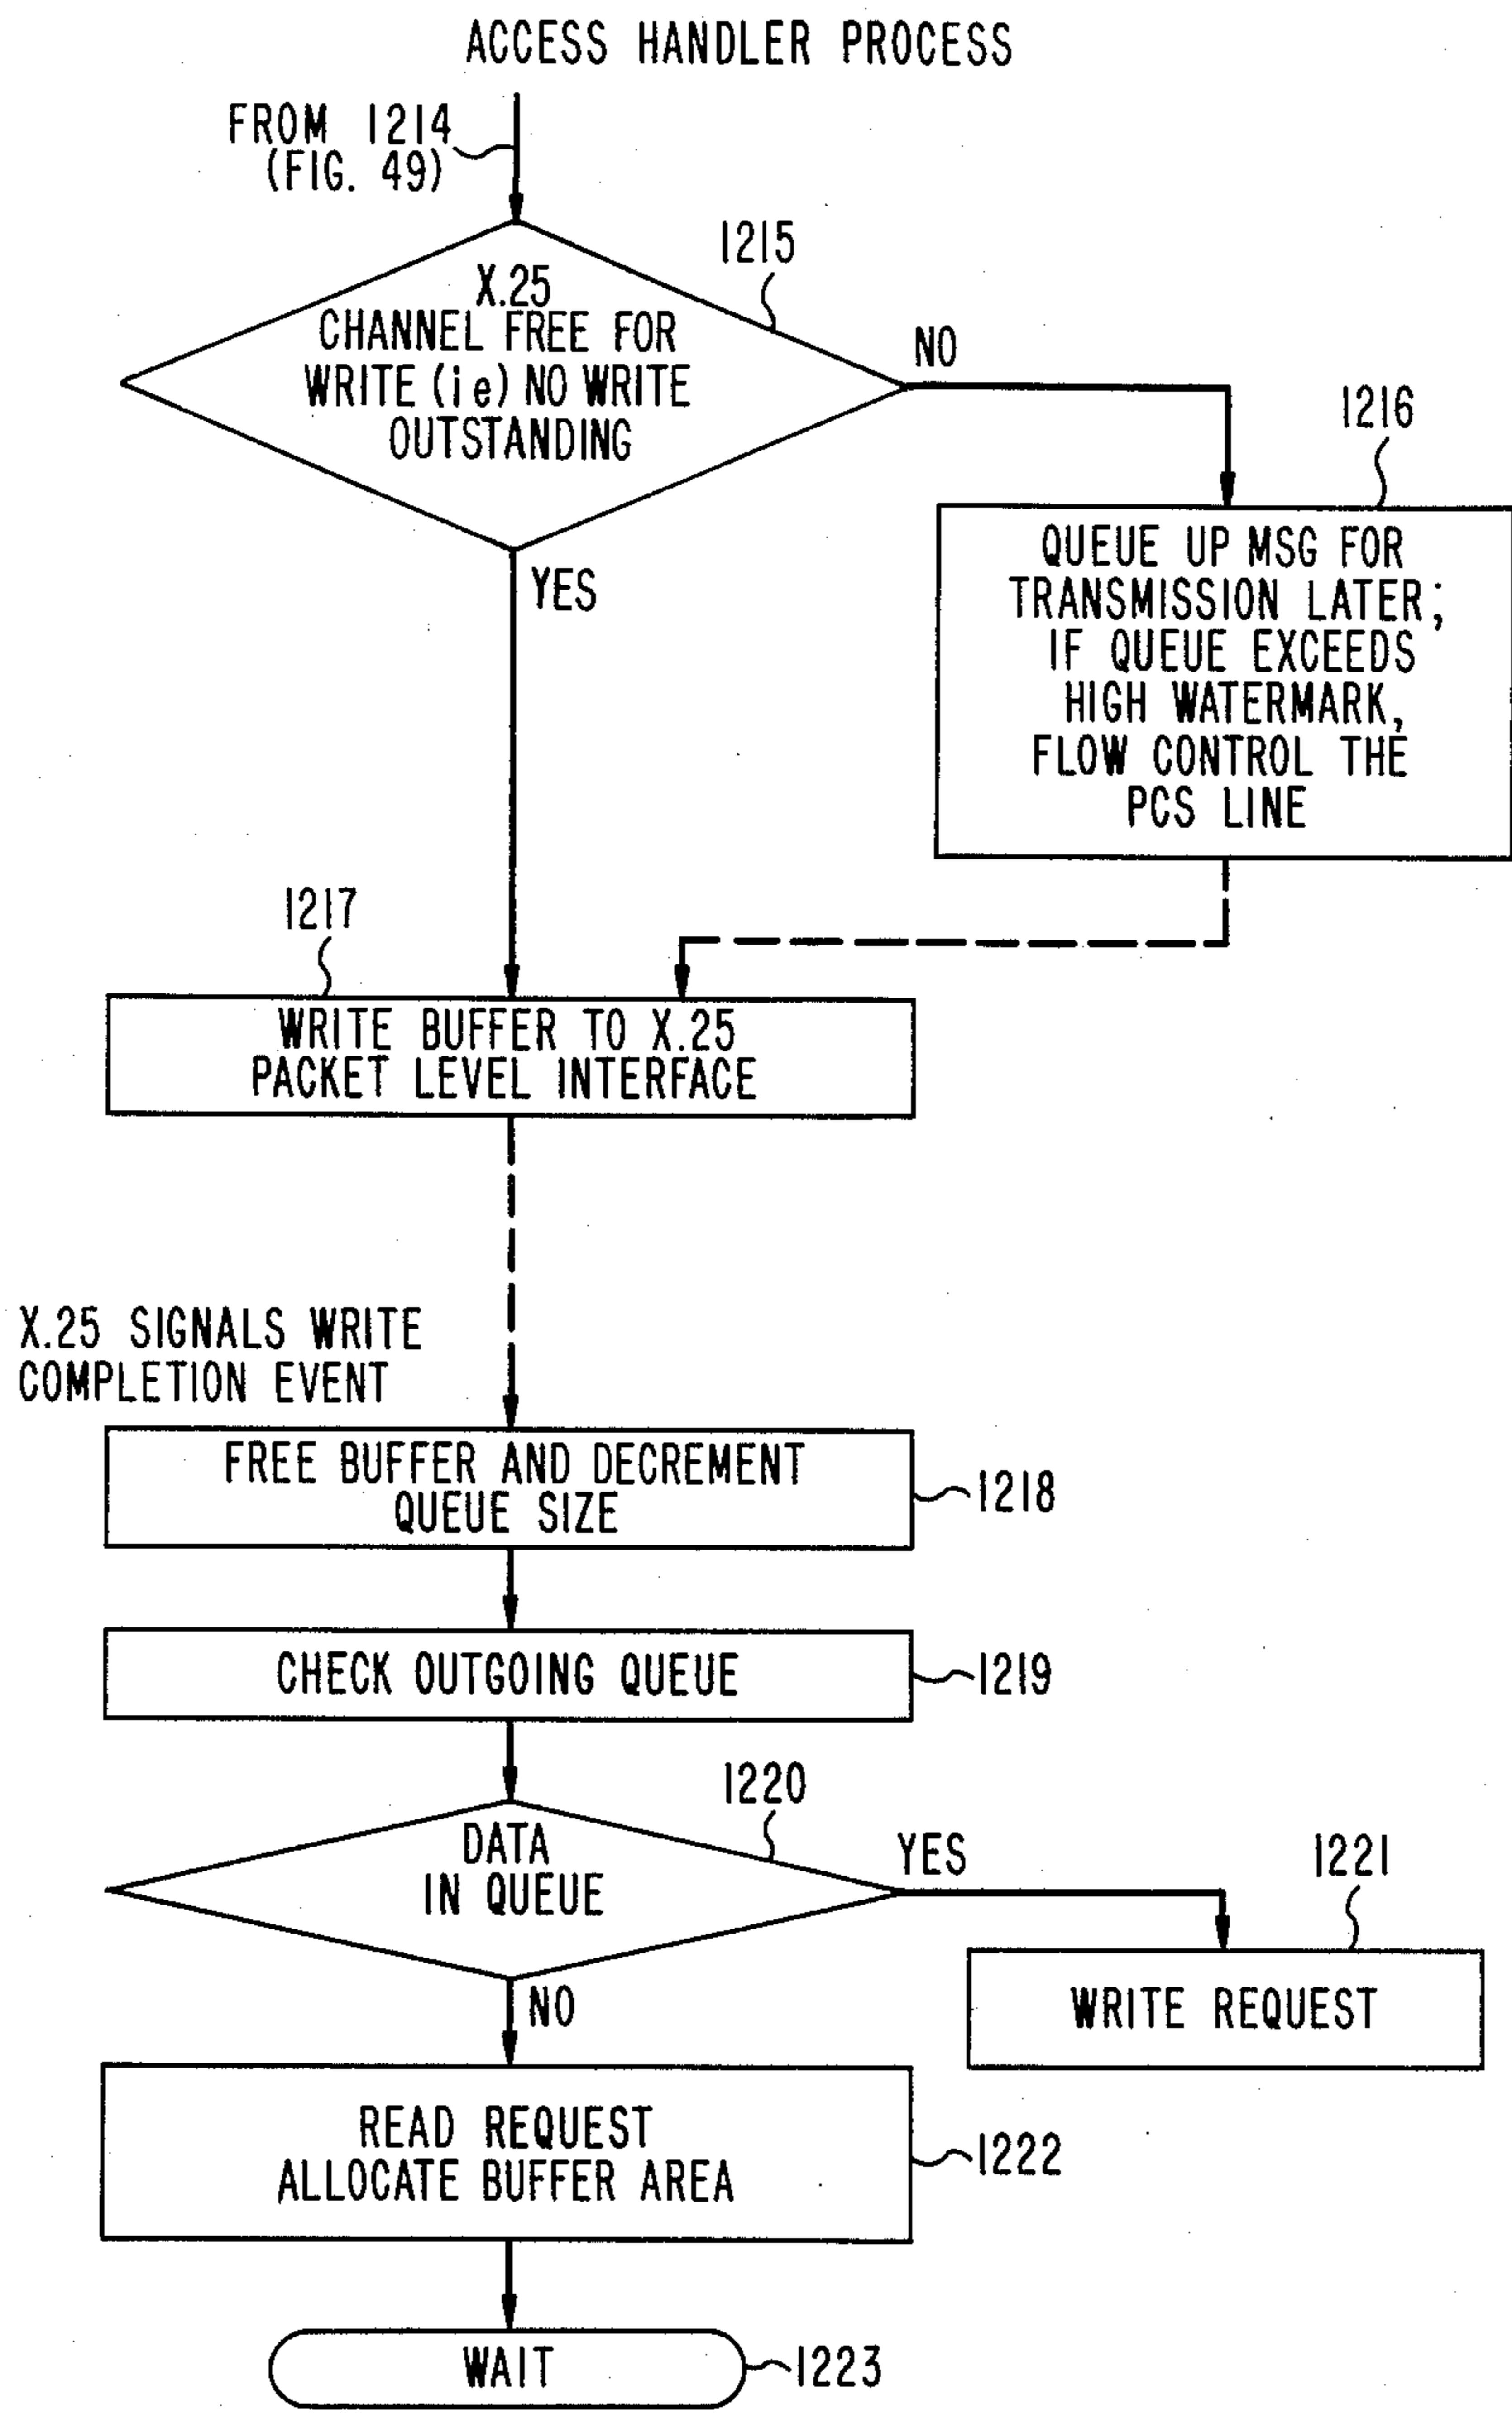 ACCESS HANDLER PROCESS
FROM 1214
(FIG. 49)
1215
X.25
CHANNEL FREE FOR
WRITE (ie) NO WRITE
OUTSTANDING
NO
1216
YES
QUEUE UP MSG FOR
TRANSMISSION LATER;
IF QUEUE EXCEEDS
HIGH WATERMARK,
FLOW CONTROL THE
PCS LINE
1217
WRITE BUFFER TO X.25
PACKET LEVEL INTERFACE
X.25 SIGNALS WRITE
COMPLETION EVENT
FREE BUFFER AND DECREMENT
QUEUE SIZE
1218
CHECK OUTGOING QUEUE
1219
1220
DATA
IN QUEUE
YES
1221
WRITE REQUEST
NO
READ REQUEST
ALLOCATE BUFFER AREA
1222
WAIT
1223